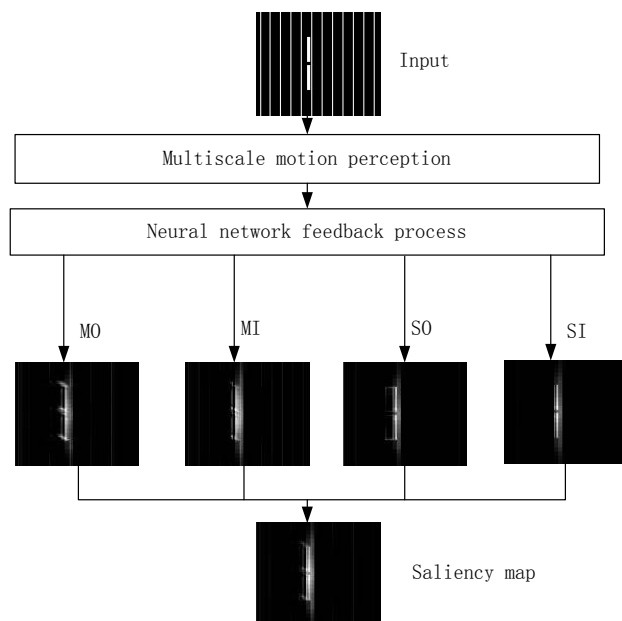 Input
Multiscale motion perception
Neural network feedback process
MO
MI
SO
SI
Saliency map